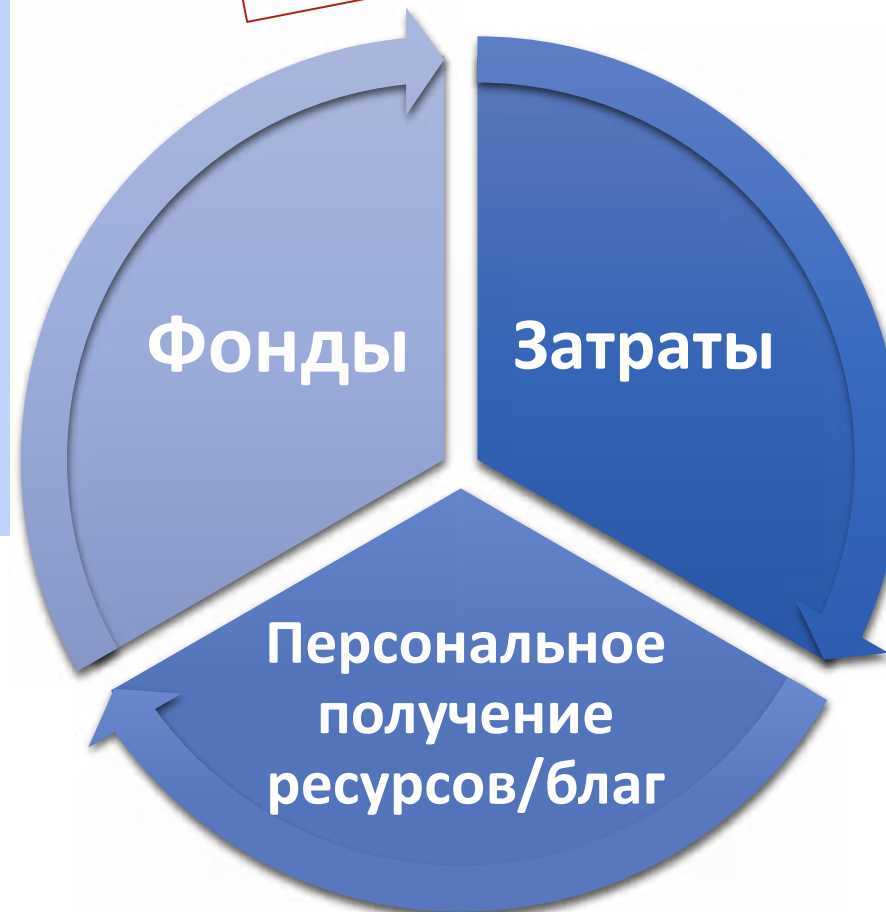 Фонды
Затраты
Персональное
получение
ресурсов/благ